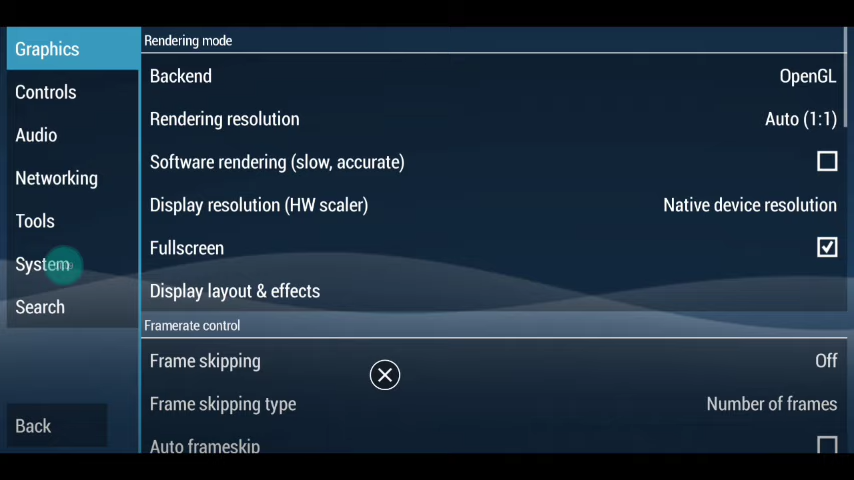 Graphics
Controls
Audio
Networking
Tools
System
Search
Back
Rendering mode
Backend OpenGL
Rendering resolution Auto (1:1)
Software rendering (slow, accurate)
Display resolution (HW scaler) Native device resolution
Fullscreen
Display layout & effects
Framerate control
Frame skipping Off
Frame skipping type Number of frames
Auto frameskip